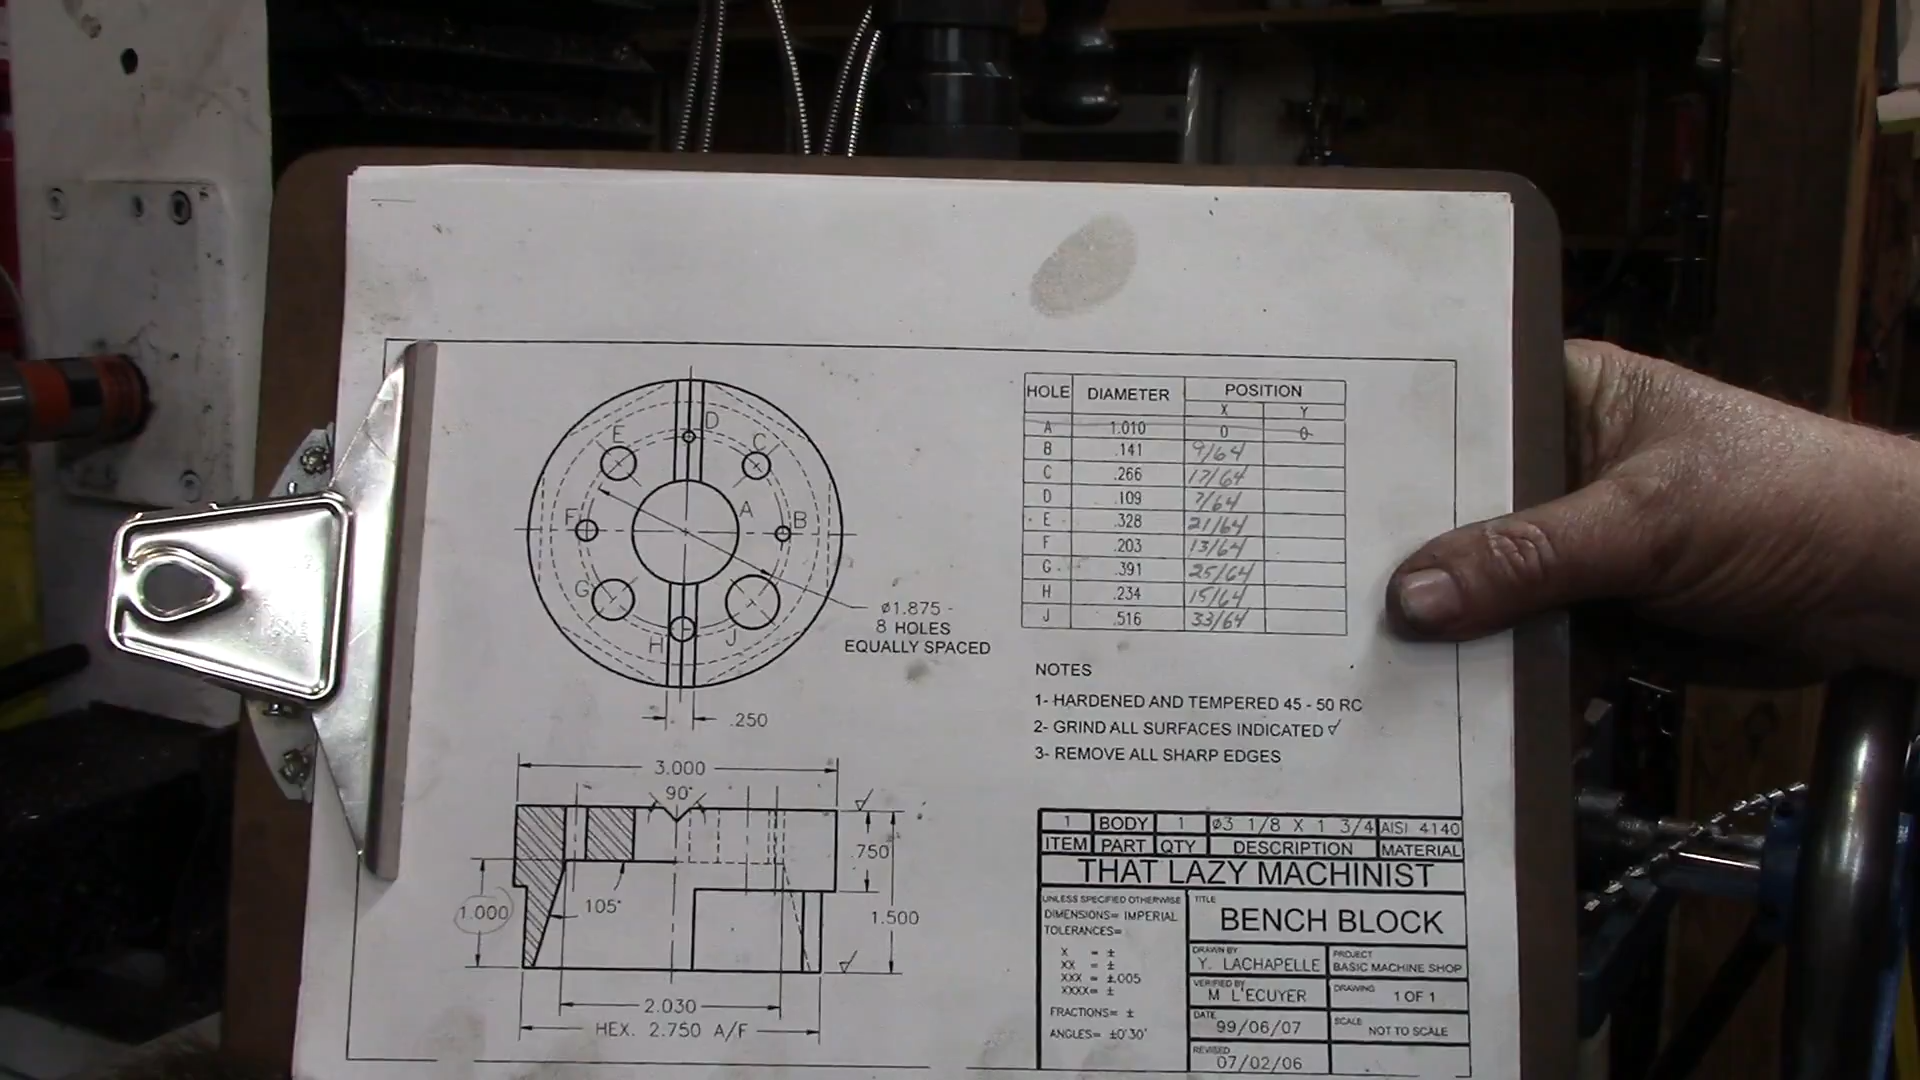 E
D
C
F
A
B
G
H
J
ø1.875 -
8 HOLES
EQUALLY SPACED
.250
HOLE DIAMETER POSITION
X Y
A 1.010 0 0
B .141 9/64
C .266 17/64
D .109 7/64
E .328 21/64
F .203 13/64
G .391 25/64
H .234 15/64
J .516 33/64
NOTES
1- HARDENED AND TEMPERED 45 - 50 RC
2- GRIND ALL SURFACES INDICATED √
3- REMOVE ALL SHARP EDGES
3.000
90°
.750
1.000
105°
1.500
2.030
HEX. 2.750 A/F
1 BODY 1 ø3 1/8 X 1 3/4 AISI 4140
ITEM PART QTY DESCRIPTION MATERIAL
THAT LAZY MACHINIST
UNLESS SPECIFIED OTHERWISE
DIMENSIONS= IMPERIAL
TOLERANCES=
X = ±
XX = ±
XXX = ±.005
XXXX= ±
FRACTIONS= ±
ANGLES= ±0°30'
TITLE
BENCH BLOCK
DRAWN BY
Y. LACHAPELLE
PROJECT
BASIC MACHINE SHOP
VERIFIED BY
M L'ECUYER
DRAWING 1 OF 1
DATE
99/06/07
SCALE NOT TO SCALE
REVISED
07/02/06